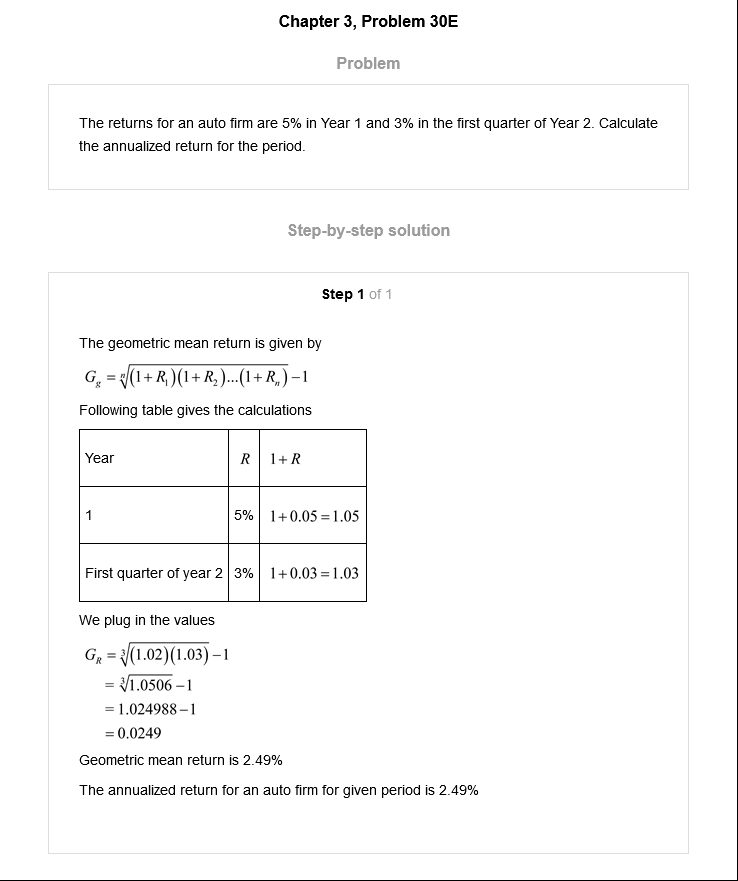 Chapter 3, Problem 30E
Problem
The returns for an auto firm are 5% in Year 1 and 3% in the first quarter of Year 2. Calculate
the annualized return for the period.
Step-by-step solution
Step 1 of 1
The geometric mean return is given by
G_g = ⁿ√((1+R₁)(1+R₂)...(1+Rₙ)) −1
Following table gives the calculations
Year R 1+R
1 5% 1+0.05=1.05
First quarter of year 2 3% 1+0.03=1.03
We plug in the values
G_R = ³√((1.02)(1.03)) −1
= ³√1.0506 −1
=1.024988−1
=0.0249
Geometric mean return is 2.49%
The annualized return for an auto firm for given period is 2.49%